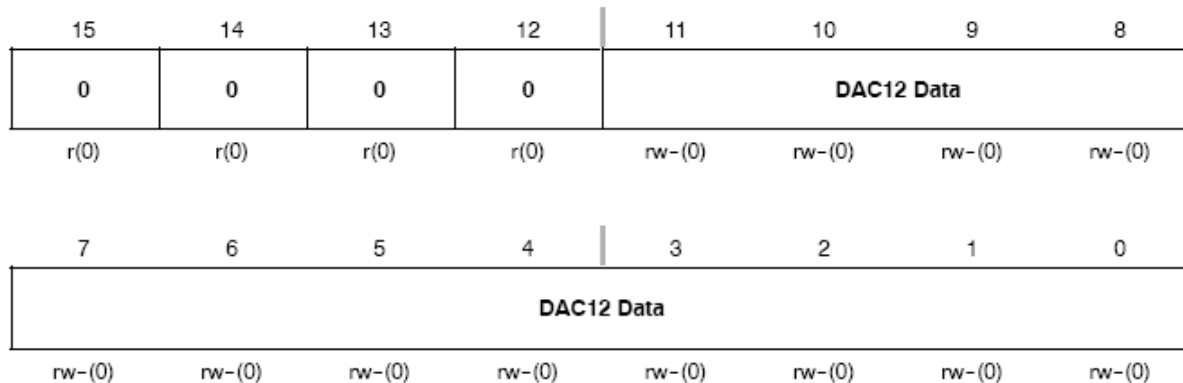 15 14 13 12 11 10 9 8
0 0 0 0 DAC12 Data
r(0) r(0) r(0) r(0) rw-(0) rw-(0) rw-(0) rw-(0)
7 6 5 4 3 2 1 0
DAC12 Data
rw-(0) rw-(0) rw-(0) rw-(0) rw-(0) rw-(0) rw-(0) rw-(0)